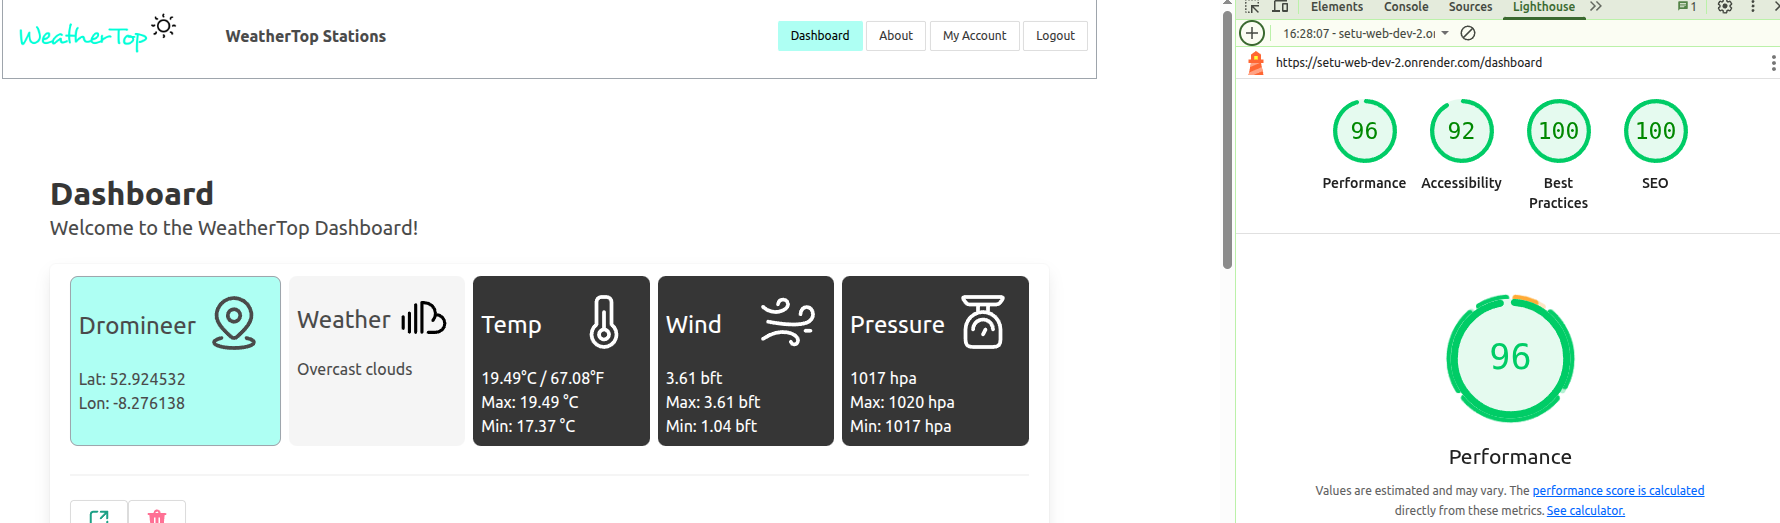 WeatherTop
WeatherTop Stations
Dashboard
About
My Account
Logout
Dashboard
Welcome to the WeatherTop Dashboard!
Dromineer
Lat: 52.924532
Lon: -8.276138
Weather
Overcast clouds
Temp
19.49°C / 67.08°F
Max: 19.49 °C
Min: 17.37 °C
Wind
3.61 bft
Max: 3.61 bft
Min: 1.04 bft
Pressure
1017 hpa
Max: 1020 hpa
Min: 1017 hpa
Elements
Console
Sources
Lighthouse
1
16:28:07 - setu-web-dev-2.or
https://setu-web-dev-2.onrender.com/dashboard
96
Performance
92
Accessibility
100
Best
Practices
100
SEO
96
Performance
Values are estimated and may vary. The performance score is calculated
directly from these metrics. See calculator.